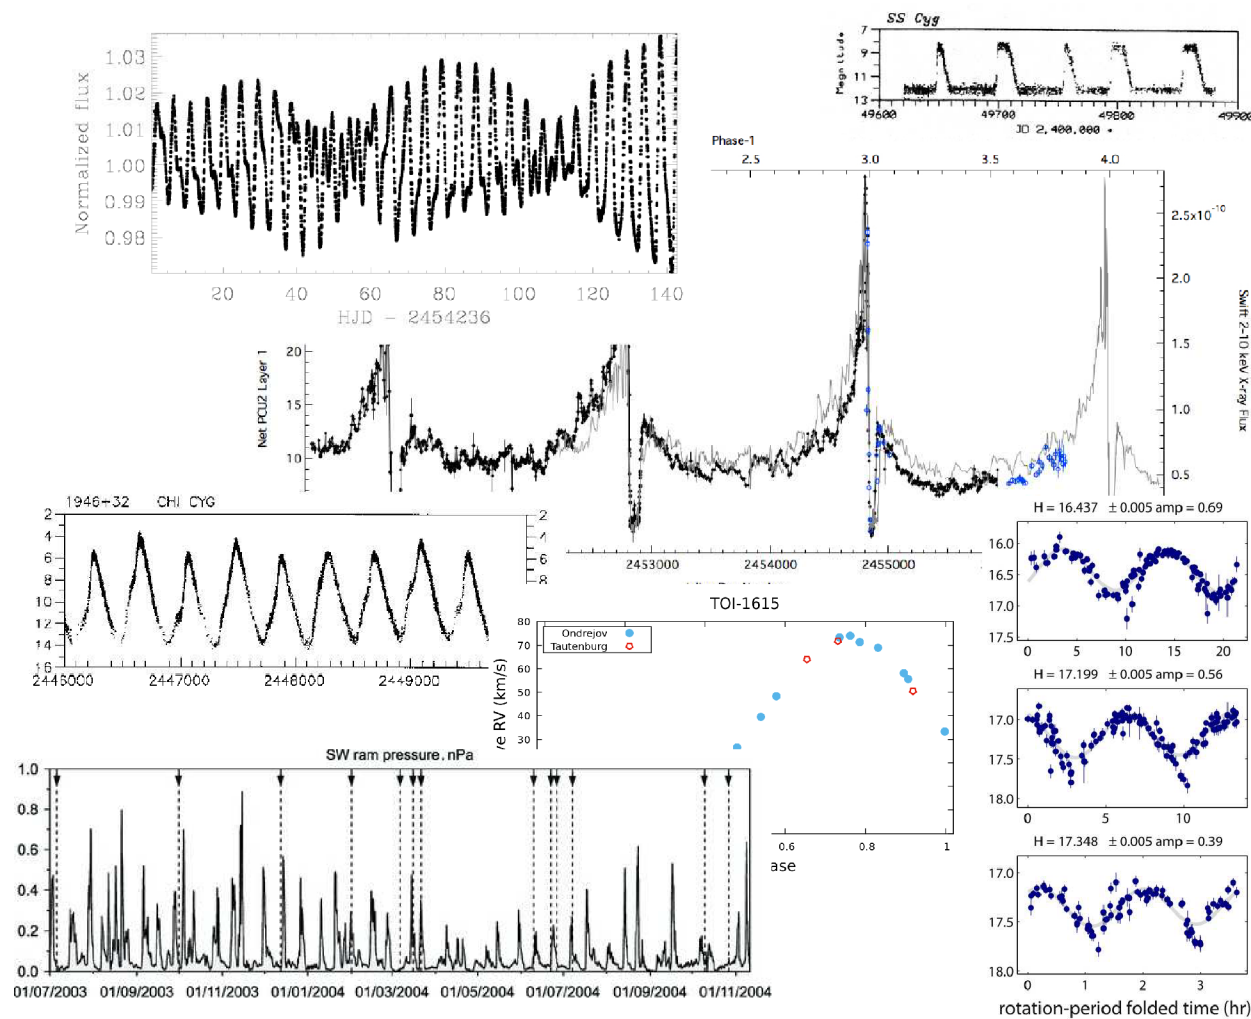 SS Cyg
7
9
11
13
Magnitude
49600 49700 49800 49900
JD 2,400,000 +
1.03
1.02
1.01
1.00
0.99
0.98
Normalized flux
20 40 60 80 100 120 140
HJD - 2454236
Phase-1
2.5 3.0 3.5 4.0
2.5x10-10
2.0
1.5
1.0
0.5
Swift 2-10 keV X-ray Flux
20
15
10
Net PCU2 Layer 1
2453000 2454000 2455000
1946+32 CHI CYG
2
4
6
8
10
12
14
16
2
4
6
8
2446000 2447000 2448000 2449000
TOI-1615
80
70
60
50
40
30
Ondrejov
Tautenburg
e RV (km/s)
0.6 0.8 1
ase
SW ram pressure. nPa
1.0
0.8
0.6
0.4
0.2
0.0
01/07/2003 01/09/2003 01/11/2003 01/01/2004 01/03/2004 01/05/2004 01/07/2004 01/09/2004 01/11/2004
H = 16.437 ± 0.005 amp = 0.69
16.0
16.5
17.0
17.5
0 5 10 15 20
H = 17.199 ± 0.005 amp = 0.56
17.0
17.5
18.0
0 5 10
H = 17.348 ± 0.005 amp = 0.39
17.0
17.5
18.0
0 1 2 3
rotation-period folded time (hr)